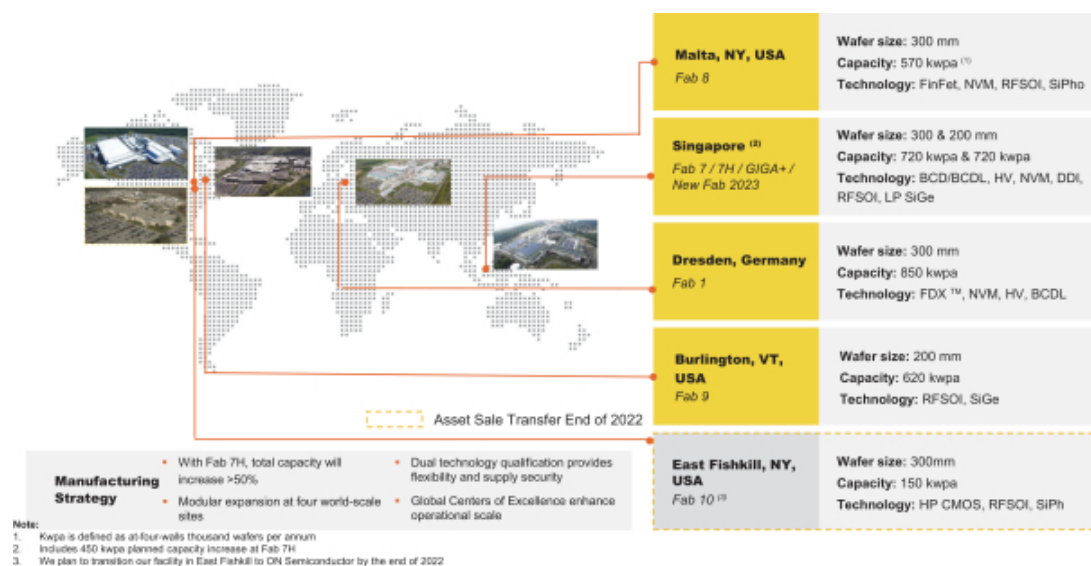 Malta, NY, USA
Fab 8
Wafer size: 300 mm
Capacity: 570 kwpa (1)
Technology: FinFet, NVM, RFSOI, SiPho
Singapore (2)
Fab 7 / 7H / GIGA+ /
New Fab 2023
Wafer size: 300 & 200 mm
Capacity: 720 kwpa & 720 kwpa
Technology: BCD/BCDL, HV, NVM, DDI,
RFSOI, LP SiGe
Dresden, Germany
Fab 1
Wafer size: 300 mm
Capacity: 850 kwpa
Technology: FDX ™, NVM, HV, BCDL
Burlington, VT,
USA
Fab 9
Wafer size: 200 mm
Capacity: 620 kwpa
Technology: RFSOI, SiGe
Asset Sale Transfer End of 2022
East Fishkill, NY,
USA
Fab 10 (3)
Wafer size: 300mm
Capacity: 150 kwpa
Technology: HP CMOS, RFSOI, SiPh
Manufacturing
Strategy
• With Fab 7H, total capacity will
increase >50%
• Modular expansion at four world-scale
sites
• Dual technology qualification provides
flexibility and supply security
• Global Centers of Excellence enhance
operational scale
Note:
1. Kwpa is defined as at-four-walls thousand wafers per annum
2. Includes 450 kwpa planned capacity increase at Fab 7H
3. We plan to transition our facility in East Fishkill to ON Semiconductor by the end of 2022